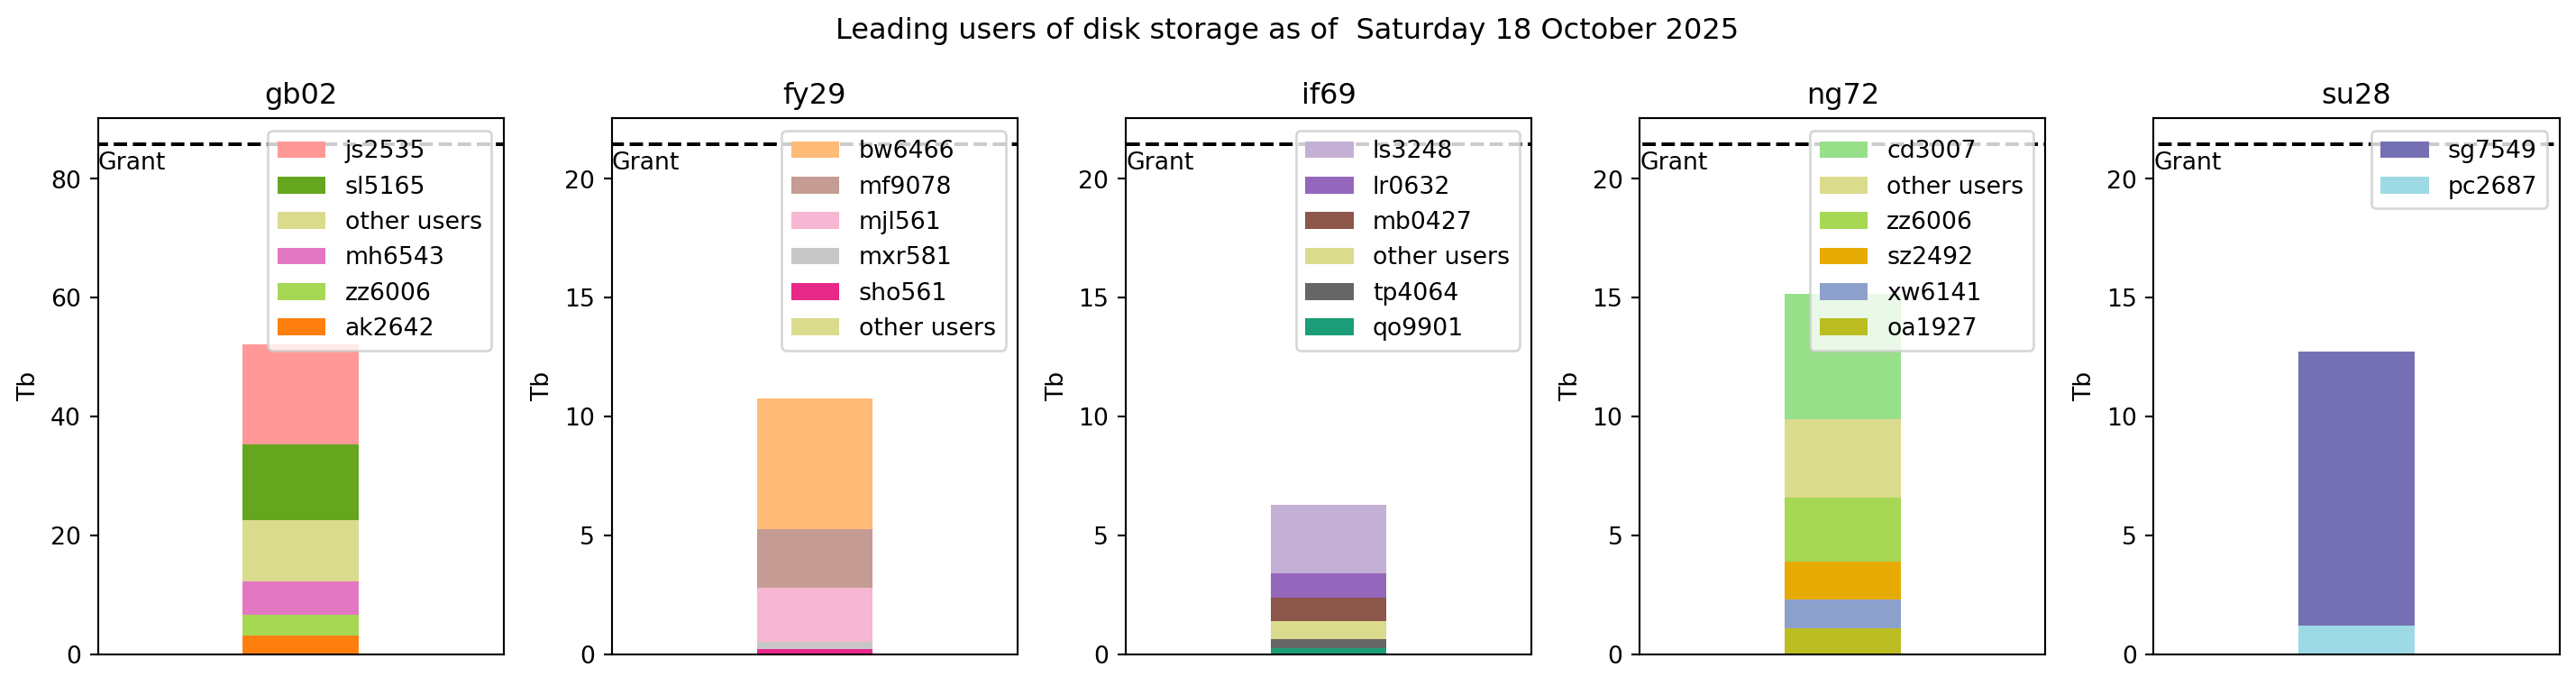 Leading users of disk storage as of  Saturday 18 October 2025
gb02
Grant
js2535
sl5165
other users
mh6543
zz6006
ak2642
80
60
40
20
0
Tb
fy29
Grant
bw6466
mf9078
mjl561
mxr581
sho561
other users
20
15
10
5
0
Tb
if69
Grant
ls3248
lr0632
mb0427
other users
tp4064
qo9901
20
15
10
5
0
Tb
ng72
Grant
cd3007
other users
zz6006
sz2492
xw6141
oa1927
20
15
10
5
0
Tb
su28
Grant
sg7549
pc2687
20
15
10
5
0
Tb